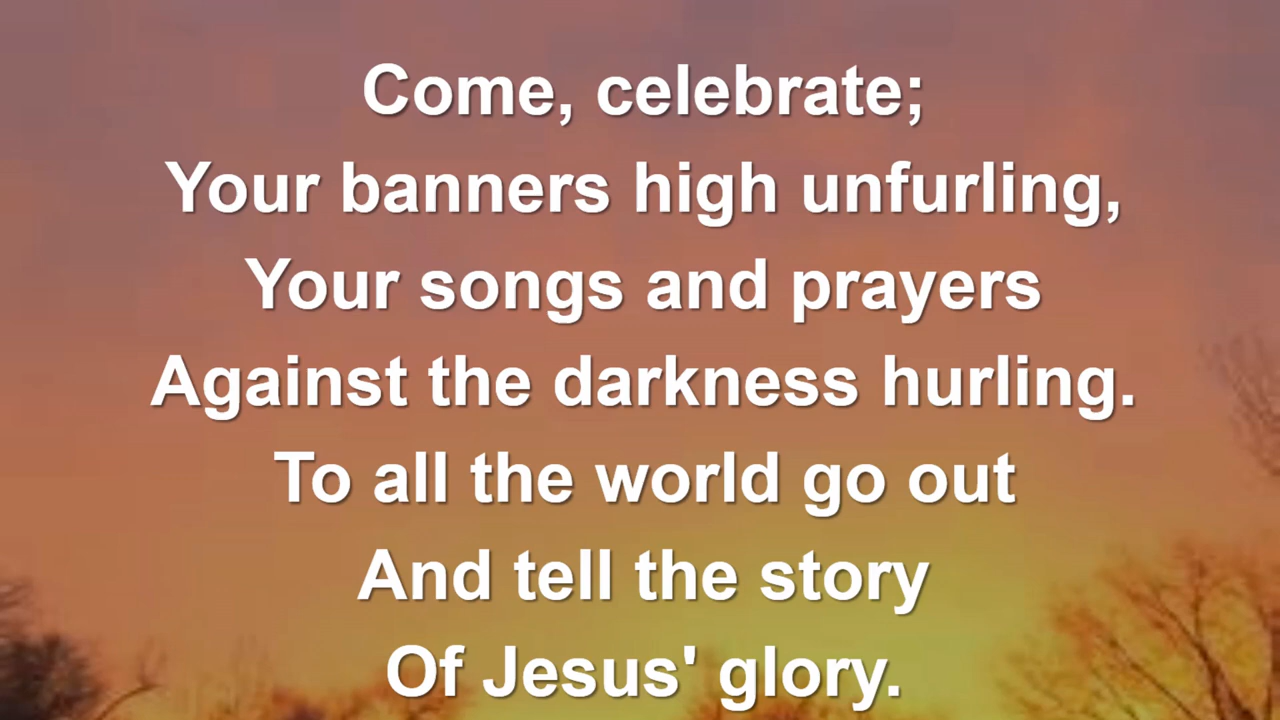 Come, celebrate;
Your banners high unfurling,
Your songs and prayers
Against the darkness hurling.
To all the world go out
And tell the story
Of Jesus' glory.